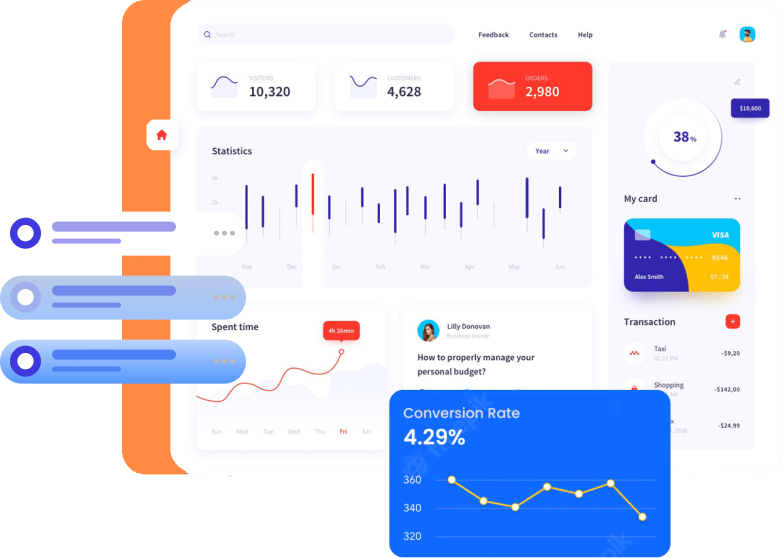 Search
Feedback
Contacts
Help
VISITORS
10,320
CUSTOMERS
4,628
ORDERS
2,980
$10,600
38%
Statistics
Year
5k
2k
Nov
Dec
Jan
Feb
Mar
Apr
May
Jun
My card
VISA
9546
Alex Smith
07 / 24
Spent time
4h 26min
Sun
Mon
Tue
Wed
Thu
Fri
Sat
Lilly Donovan
Business trainer
How to properly manage your
personal budget?
Transaction
+
Taxi
01:21 PM
-$9,20
Shopping
AM
-$142,00
x
, 2020
-$24.99
Conversion Rate
4.29%
360
340
320